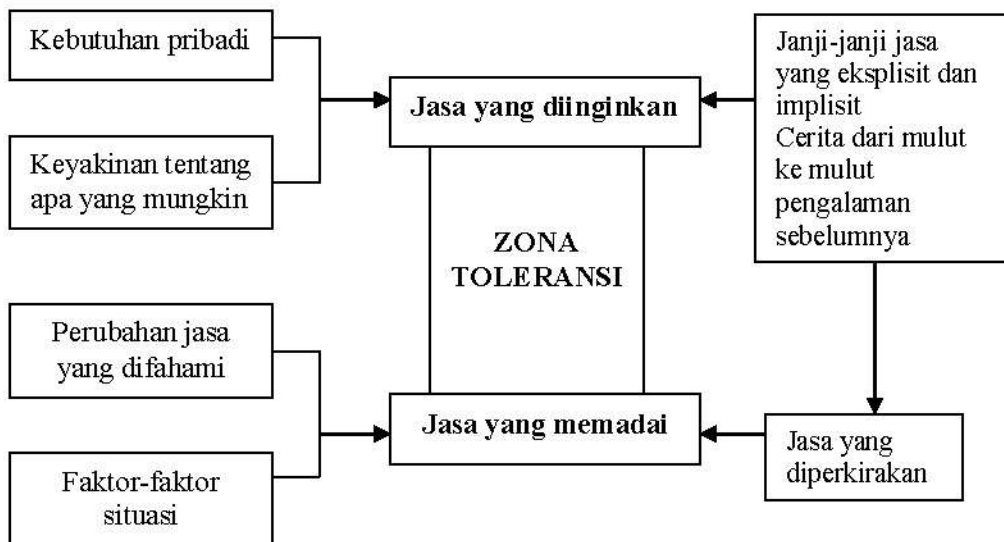 Kebutuhan pribadi
Keyakinan tentang
apa yang mungkin
Perubahan jasa
yang difahami
Faktor-faktor
situasi
Jasa yang diinginkan
ZONA
TOLERANSI
Jasa yang memadai
Janji-janji jasa
yang eksplisit dan
implisit
Cerita dari mulut
ke mulut
pengalaman
sebelumnya
Jasa yang
diperkirakan